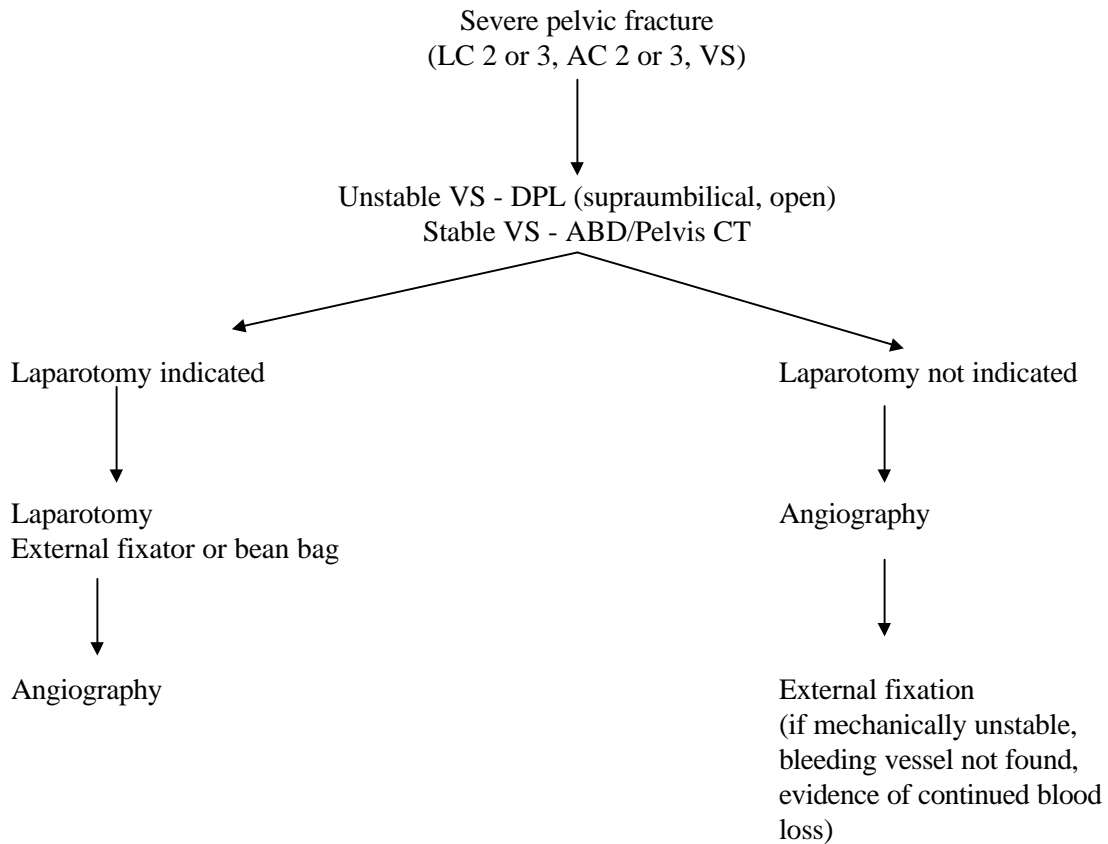 Severe pelvic fracture
(LC 2 or 3, AC 2 or 3, VS)
Unstable VS - DPL (supraumbilical, open)
Stable VS - ABD/Pelvis CT
Laparotomy indicated
Laparotomy not indicated
Laparotomy
External fixator or bean bag
Angiography
Angiography
External fixation
(if mechanically unstable,
bleeding vessel not found,
evidence of continued blood
loss)